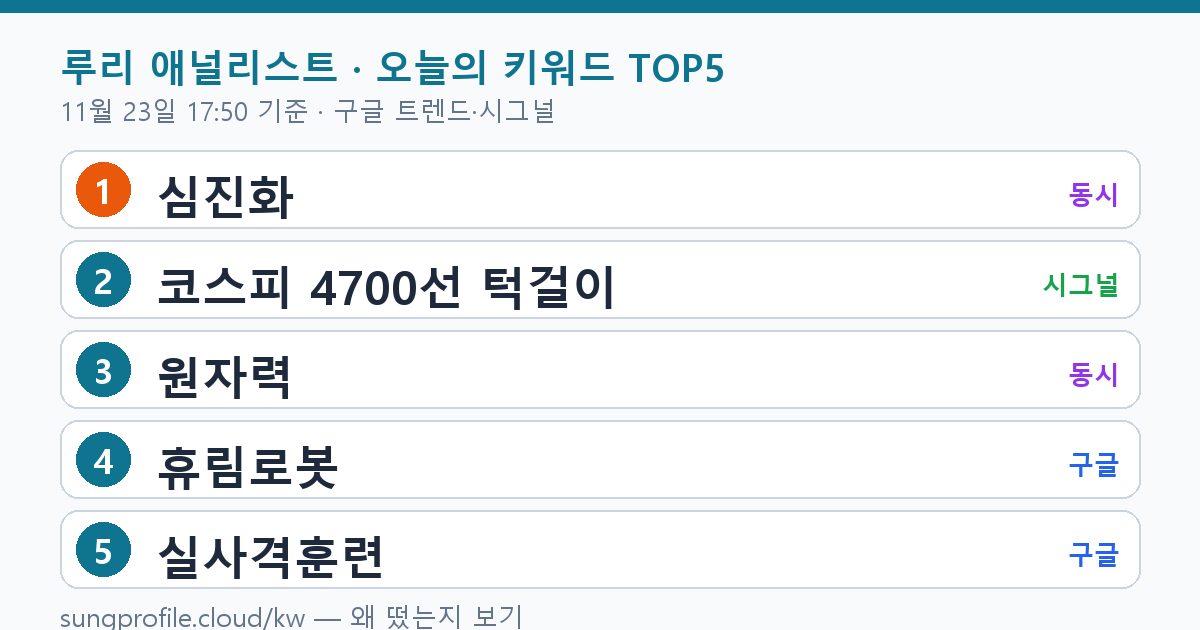 루리 애널리스트 · 오늘의 키워드 TOP5
11월 23일 17:50 기준 · 구글 트렌드·시그널
1 심진화 동시
2 코스피 4700선 턱걸이 시그널
3 원자력 동시
4 휴림로봇 구글
5 실사격훈련 구글
sungprofile.cloud/kw — 왜 떴는지 보기